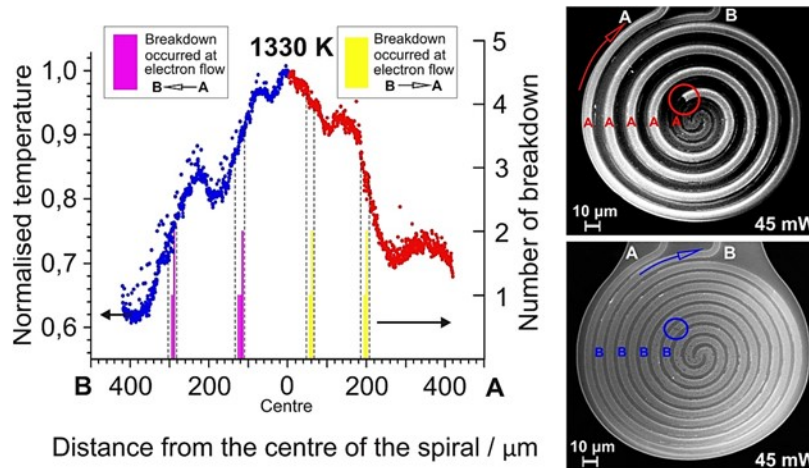 Breakdown
occurred at
electron flow
B ⟵ A
1330 K
Breakdown
occurred at
electron flow
B ⟶ A
Normalised temperature
1,0
0,9
0,8
0,7
0,6
5
4
3
2
1
Number of breakdown
B 400 200 0 200 400 A
Centre
Distance from the centre of the spiral / µm
A B
A A A A A
10 µm
45 mW
A B
B B B B
10 µm
45 mW